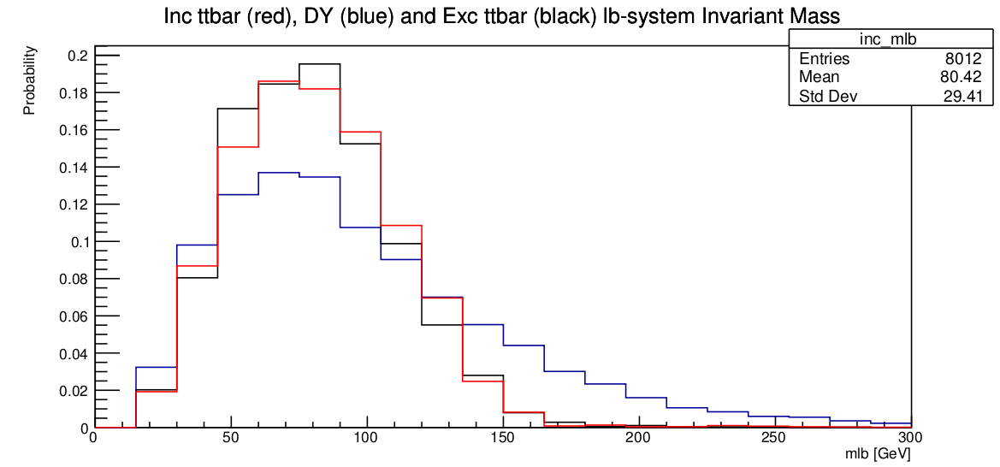 Inc ttbar (red), DY (blue) and Exc ttbar (black) lb-system Invariant Mass
inc_mlb
Entries 8012
Mean 80.42
Std Dev 29.41
Probability
0.2
0.18
0.16
0.14
0.12
0.1
0.08
0.06
0.04
0.02
0
0 50 100 150 200 250 300
mlb [GeV]